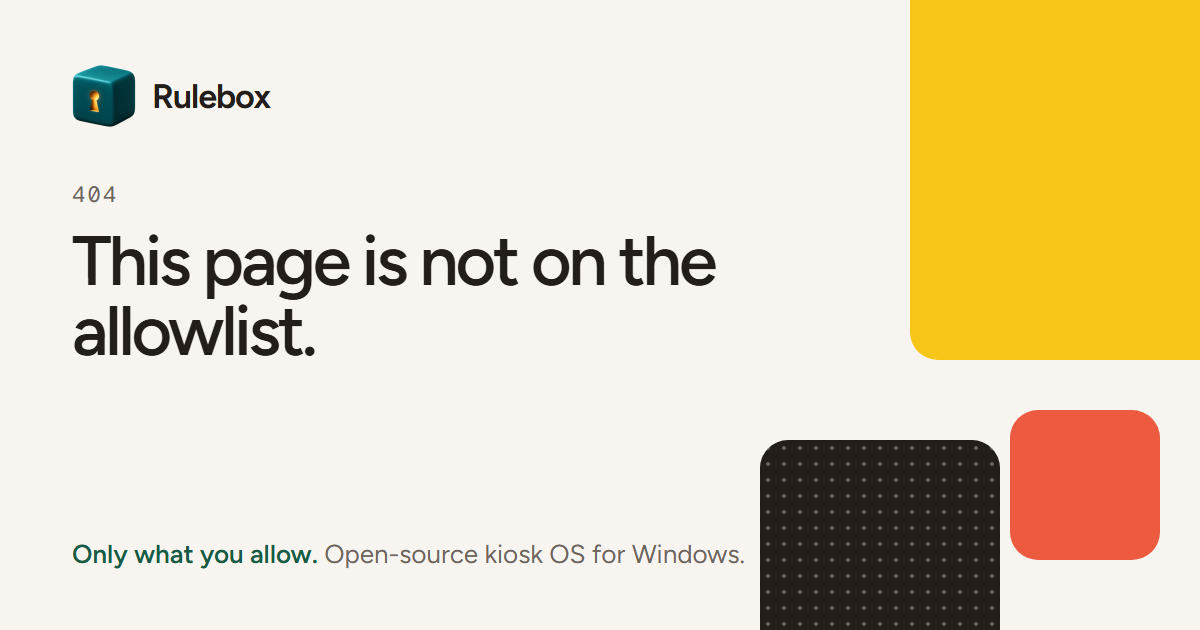 Rulebox
404
This page is not on the
allowlist.
Only what you allow. Open-source kiosk OS for Windows.